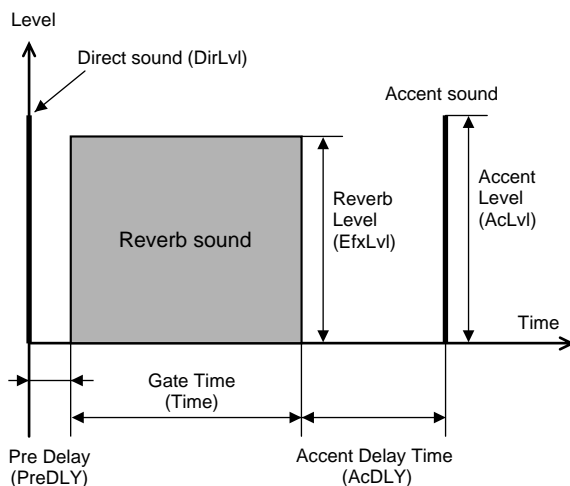 Level
Direct sound (DirLvl)
Accent sound
Reverb sound
Reverb
Level
(EfxLvl)
Accent
Level
(AcLvl)
Time
Gate Time
(Time)
Pre Delay
(PreDLY)
Accent Delay Time
(AcDLY)